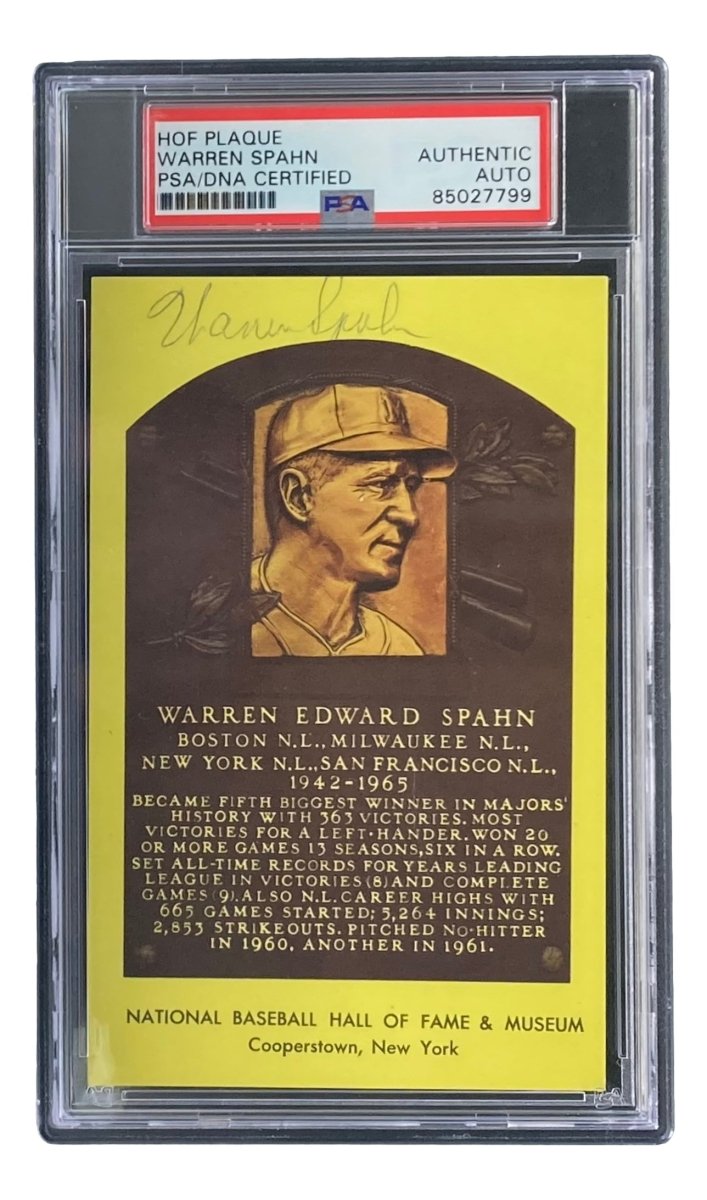 HOF PLAQUE
WARREN SPAHN
PSA/DNA CERTIFIED
AUTHENTIC
AUTO
85027799
PSA
Warren Spahn
M
WARREN EDWARD SPAHN
BOSTON N.L., MILWAUKEE N.L.,
NEW YORK N.L., SAN FRANCISCO N.L.,
1942-1965
BECAME FIFTH BIGGEST WINNER IN MAJORS'
HISTORY WITH 363 VICTORIES. MOST
VICTORIES FOR A LEFT-HANDER. WON 20
OR MORE GAMES 13 SEASONS, SIX IN A ROW.
SET ALL-TIME RECORDS FOR YEARS LEADING
LEAGUE IN VICTORIES (8) AND COMPLETE
GAMES (9). ALSO N.L. CAREER HIGHS WITH
665 GAMES STARTED; 5,264 INNINGS;
2,853 STRIKEOUTS. PITCHED NO-HITTER
IN 1960, ANOTHER IN 1961.
NATIONAL BASEBALL HALL OF FAME & MUSEUM
Cooperstown, New York